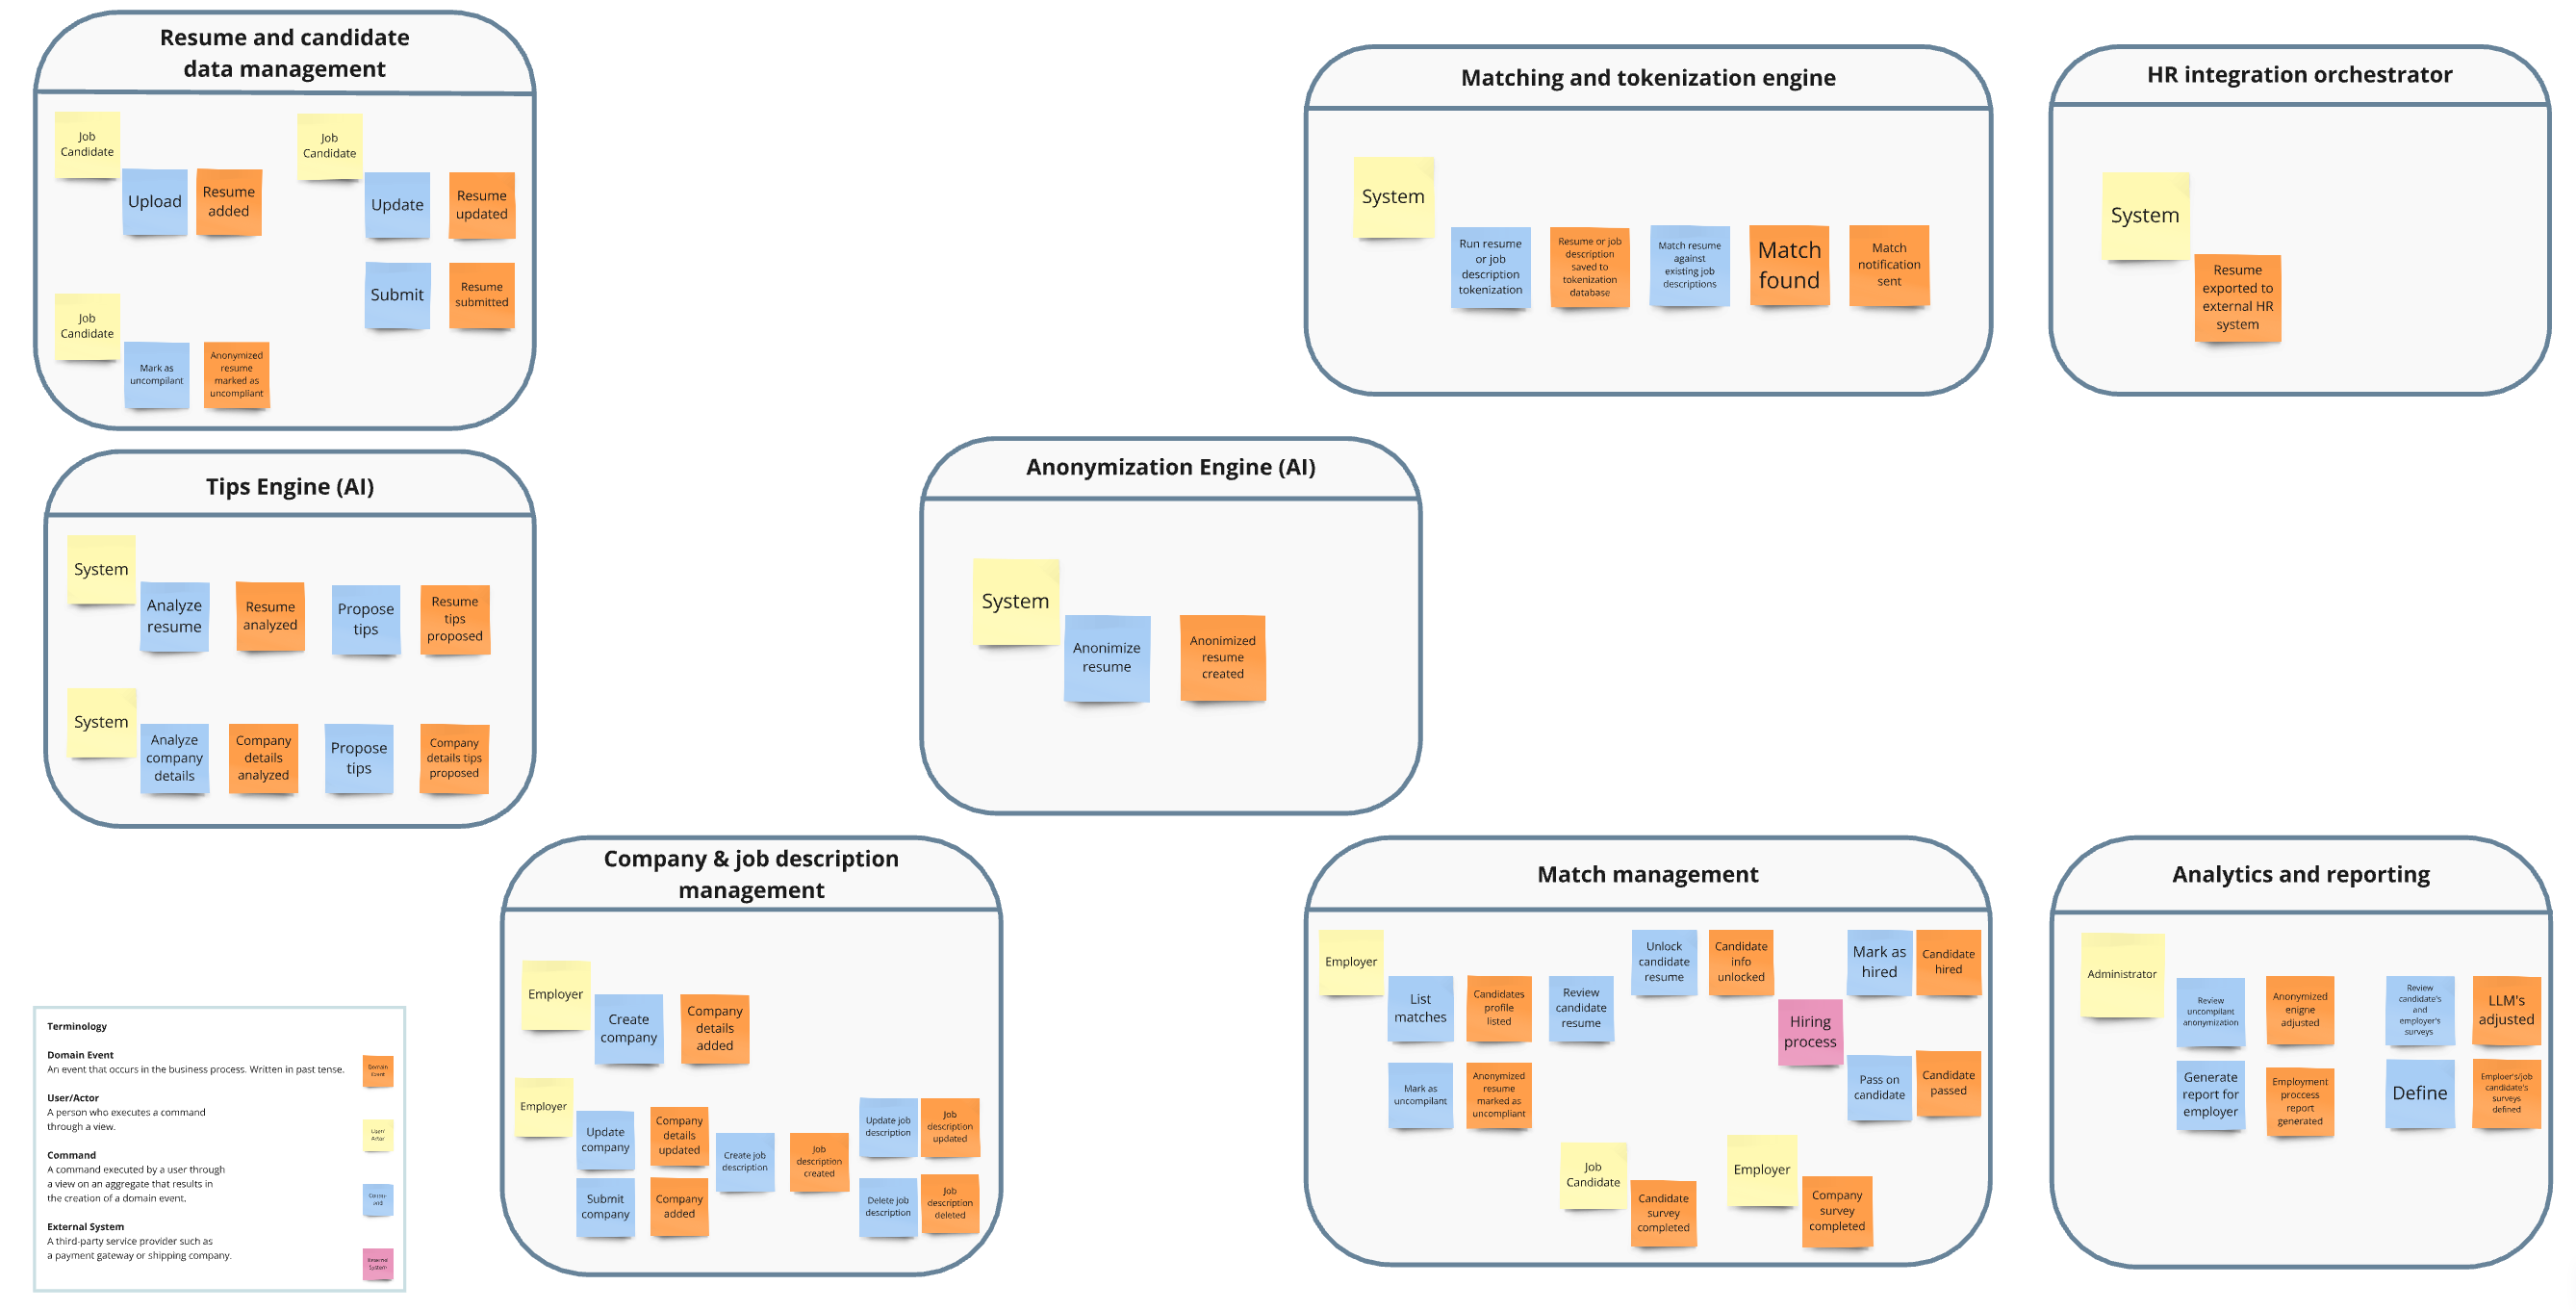 Resume and candidate
data management
Job
Candidate
Upload
Resume
added
Job
Candidate
Update
Resume
updated
Submit
Resume
submitted
Job
Candidate
Mark as
uncompilant
Anonymized
resume
marked as
uncompliant
Matching and tokenization engine
System
Run resume
or job
description
tokenization
Resume or job
description
saved to
tokenization
database
Match resume
against
existing job
descriptions
Match
found
Match
notification
sent
HR integration orchestrator
System
Resume
exported to
external HR
system
Tips Engine (AI)
System
Analyze
resume
Resume
analyzed
Propose
tips
Resume
tips
proposed
System
Analyze
company
details
Company
details
analyzed
Propose
tips
Company
details tips
proposed
Anonymization Engine (AI)
System
Anonimize
resume
Anonimized
resume
created
Company & job description
management
Employer
Create
company
Company
details
added
Employer
Update
company
Company
details
updated
Submit
company
Company
added
Create job
description
Job
description
created
Update job
description
Job
description
updated
Delete job
description
Job
description
deleted
Match management
Employer
List
matches
Candidates
profile
listed
Review
candidate
resume
Unlock
candidate
resume
Candidate
info
unlocked
Hiring
process
Mark as
hired
Candidate
hired
Pass on
candidate
Candidate
passed
Mark as
uncompilant
Anonymized
resume
marked as
uncompliant
Job
Candidate
Candidate
survey
completed
Employer
Company
survey
completed
Analytics and reporting
Administrator
Review
uncompilant
anonymization
Anonymized
enigne
adjusted
Review
candidate's
and
employer's
surveys
LLM's
adjusted
Generate
report for
employer
Employment
proccess
report
generated
Define
Employer's/job
candidate's
surveys
defined
Terminology
Domain Event
An event that occurs in the business process. Written in past tense.
Domain
Event
User/Actor
A person who executes a command
through a view.
User/
Actor
Command
A command executed by a user through
a view on an aggregate that results in
the creation of a domain event.
External System
A third-party service provider such as
a payment gateway or shipping company.
External
System